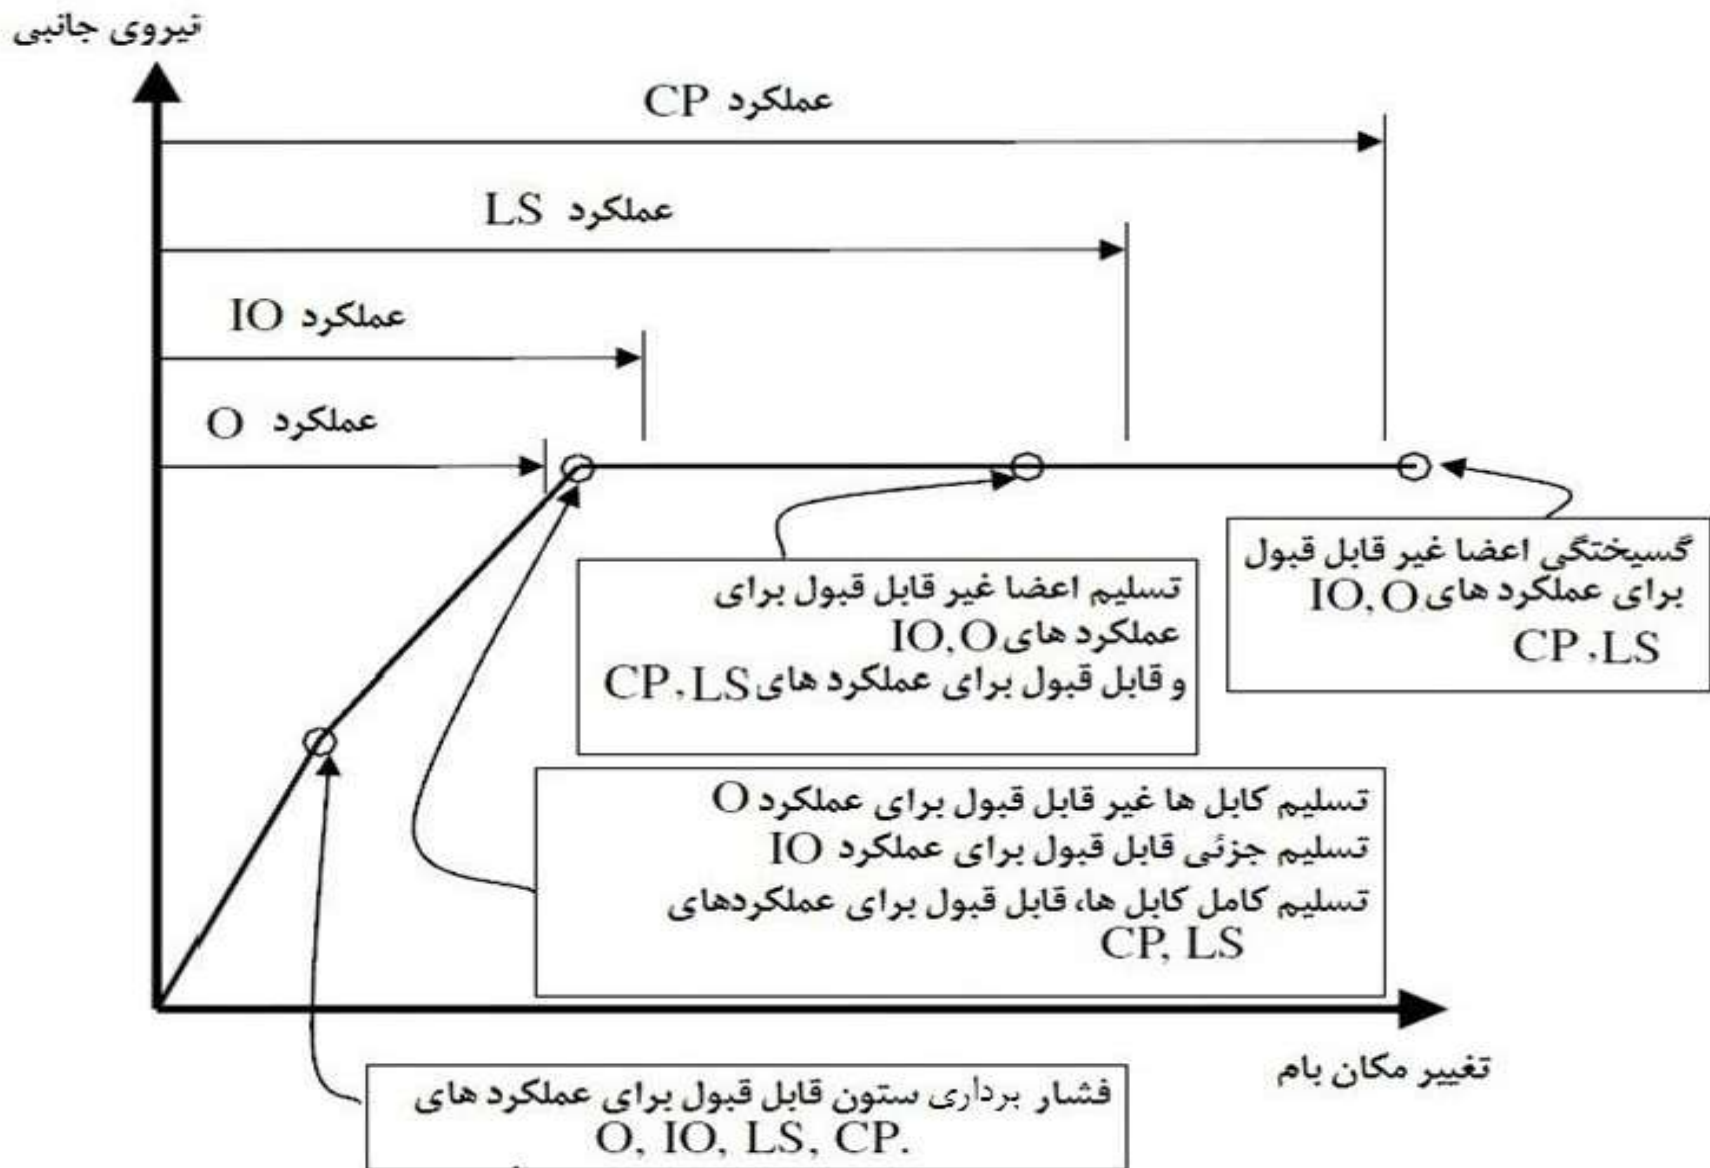 نیروی جانبی
عملکرد CP
عملکرد LS
عملکرد IO
عملکرد O
گسیختگی اعضا غیر قابل قبول
برای عملکرد های IO,O
CP,LS
تسلیم اعضا غیر قابل قبول برای
عملکرد های IO,O
و قابل قبول برای عملکرد های CP,LS
تسلیم کابل ها غیر قابل قبول برای عملکرد O
تسلیم جزئی قابل قبول برای عملکرد IO
تسلیم کامل کابل ها، قابل قبول برای عملکردهای
CP, LS
تغییر مکان بام
فشار برداری ستون قابل قبول برای عملکرد های
O, IO, LS, CP.